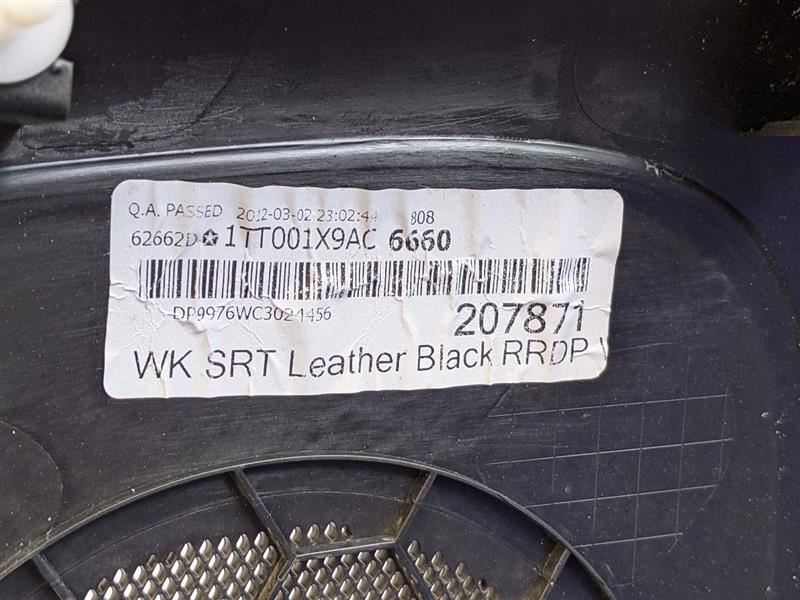 Q.A. PASSED 2012-03-02 23:02:44 808
62662D✪1TT001X9AC 6660
DP9976WC3024456
207871
WK SRT Leather Black RRDP